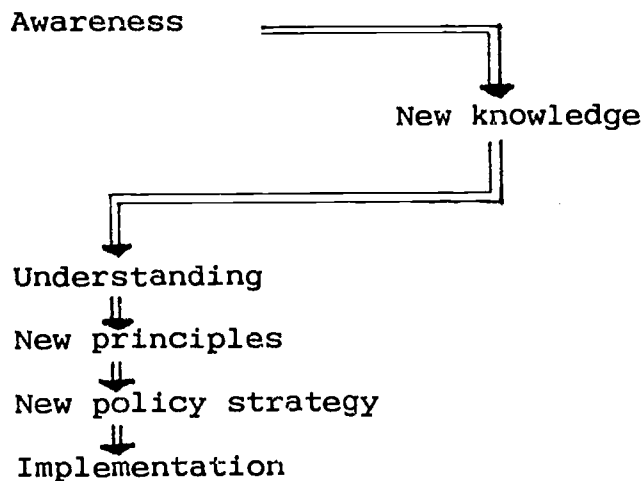 Awareness
New knowledge
Understanding
New principles
New policy strategy
Implementation